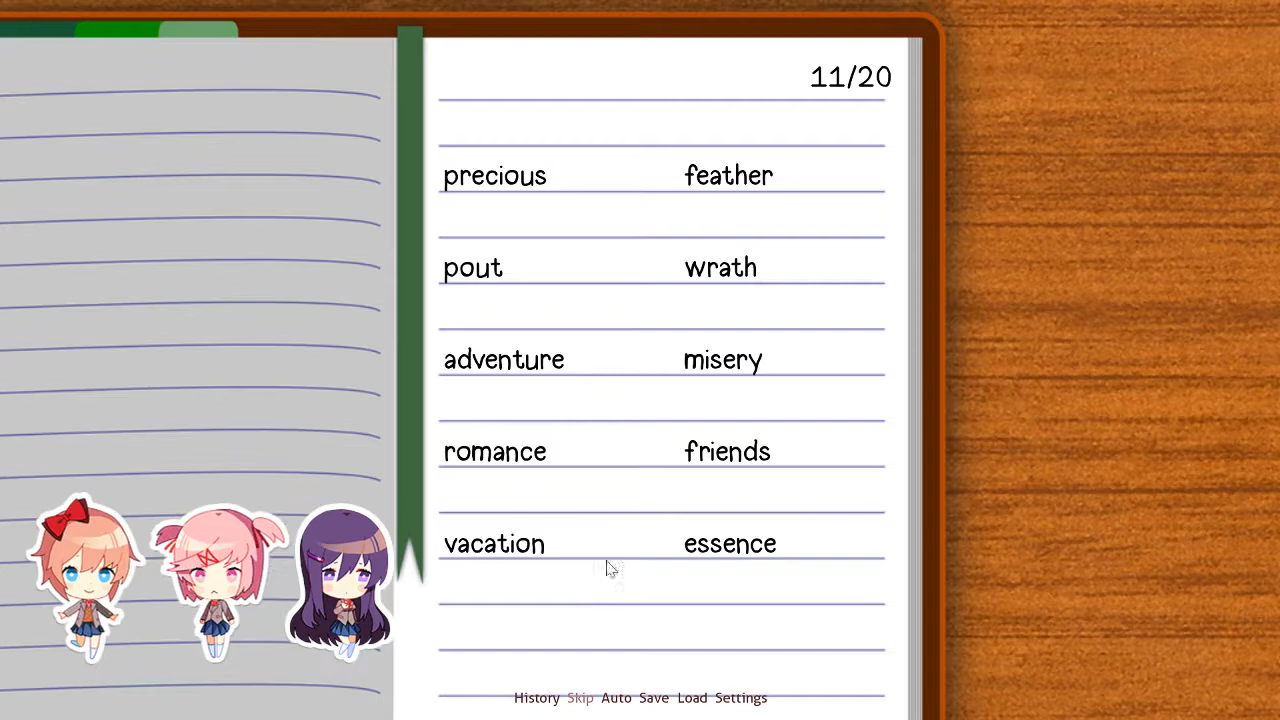 11/20
precious feather
pout wrath
adventure misery
romance friends
vacation essence
History Skip Auto Save Load Settings